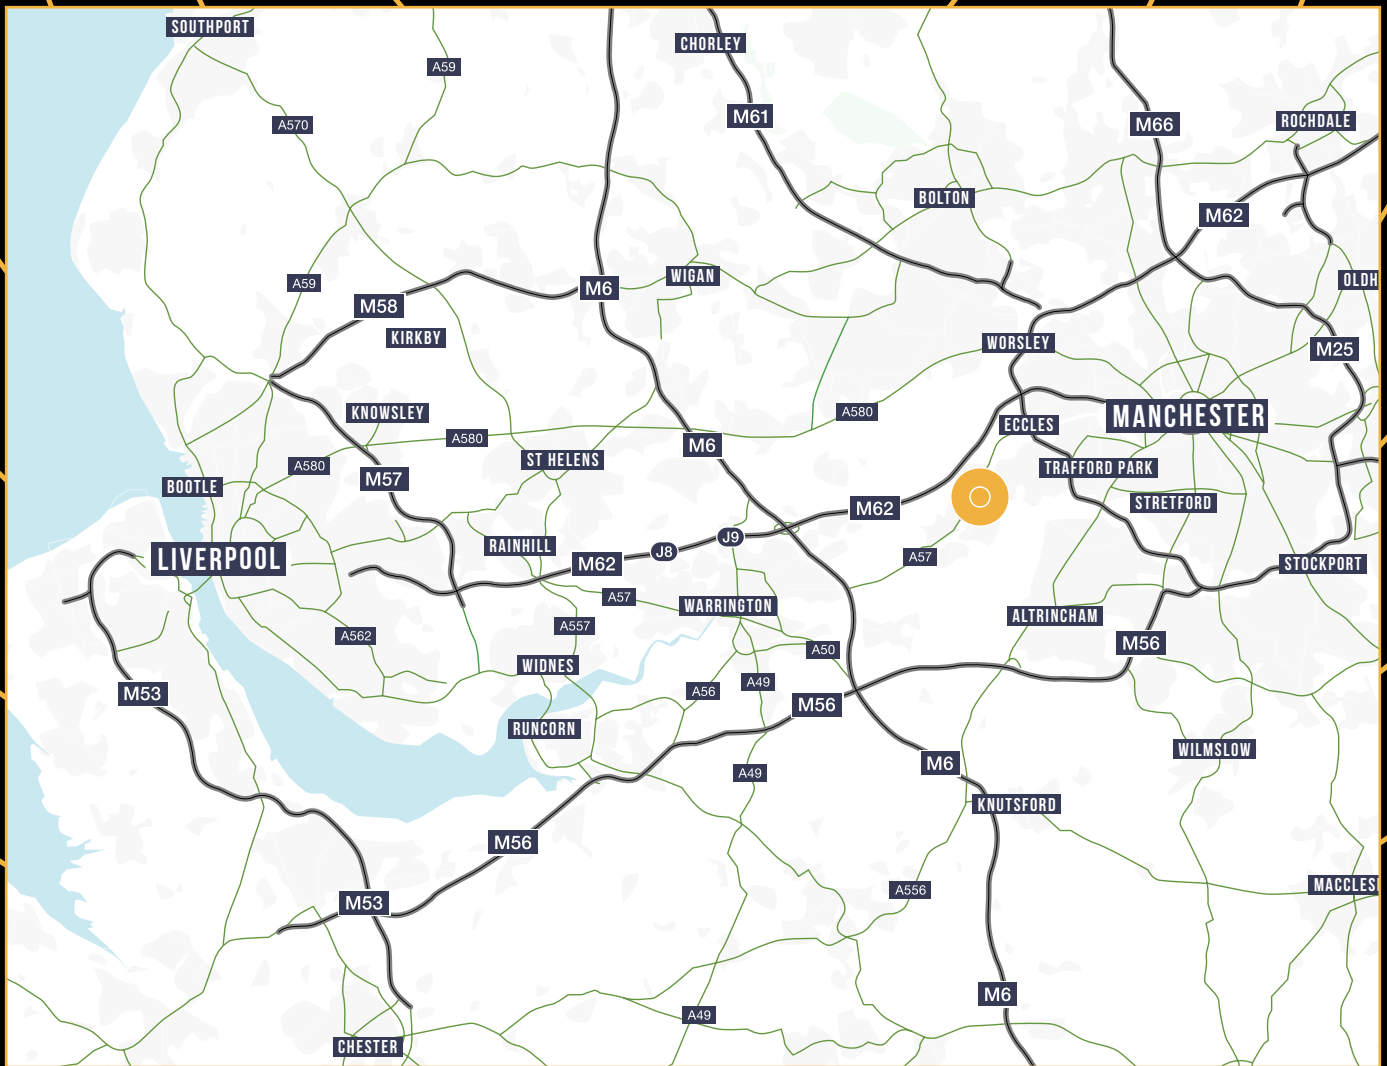 SOUTHPORT
CHORLEY
A59
M61
A570
M66
ROCHDALE
BOLTON
M62
WIGAN
A59
M6
OLDH
M58
KIRKBY
WORSLEY
M25
KNOWSLEY
A580
MANCHESTER
ECCLES
A580
M6
ST HELENS
A580
TRAFFORD PARK
M57
BOOTLE
STRETFORD
M62
J9
RAINHILL
J8
LIVERPOOL
A57
M62
STOCKPORT
A57
WARRINGTON
ALTRINCHAM
A557
A562
M56
A50
WIDNES
A49
A56
M53
M56
RUNCORN
WILMSLOW
M6
A49
KNUTSFORD
M56
MACCLES
A556
M53
M6
A49
CHESTER